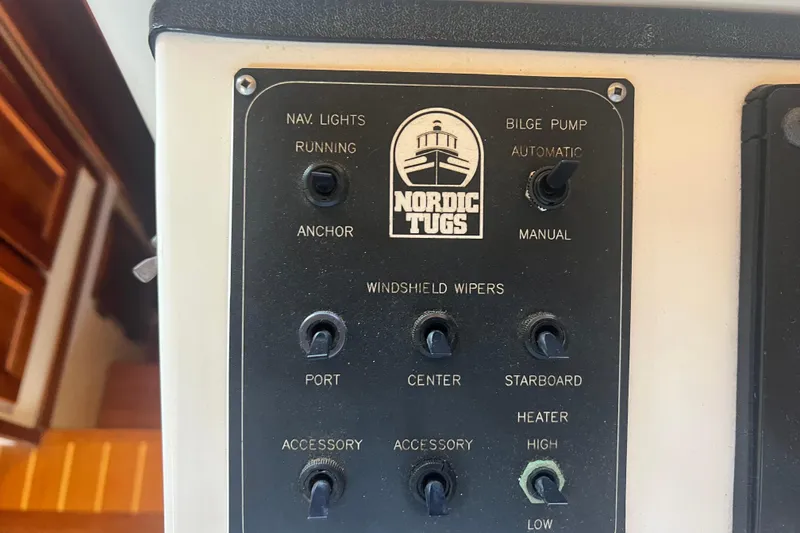 NAV. LIGHTS
RUNNING
ANCHOR
NORDIC
TUGS
BILGE PUMP
AUTOMATIC
MANUAL
WINDSHIELD WIPERS
PORT
CENTER
STARBOARD
ACCESSORY
ACCESSORY
HEATER
HIGH
LOW